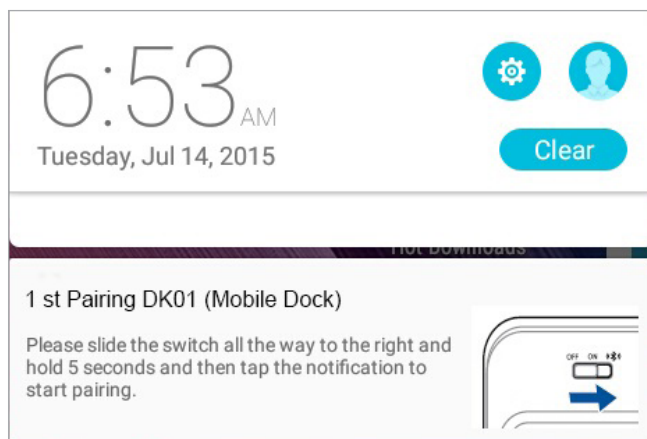 6:53 AM
Tuesday, Jul 14, 2015
Clear
Hot Downloads
1 st Pairing DK01 (Mobile Dock)
Please slide the switch all the way to the right and
hold 5 seconds and then tap the notification to
start pairing.
OFF ON